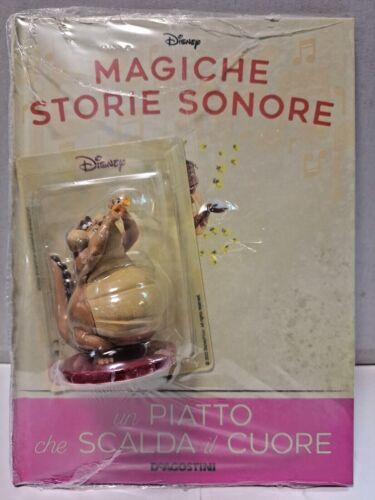 Disney
MAGICHE
STORIE SONORE
Disney
un PIATTO
che SCALDA il CUORE
DeAGOSTINI